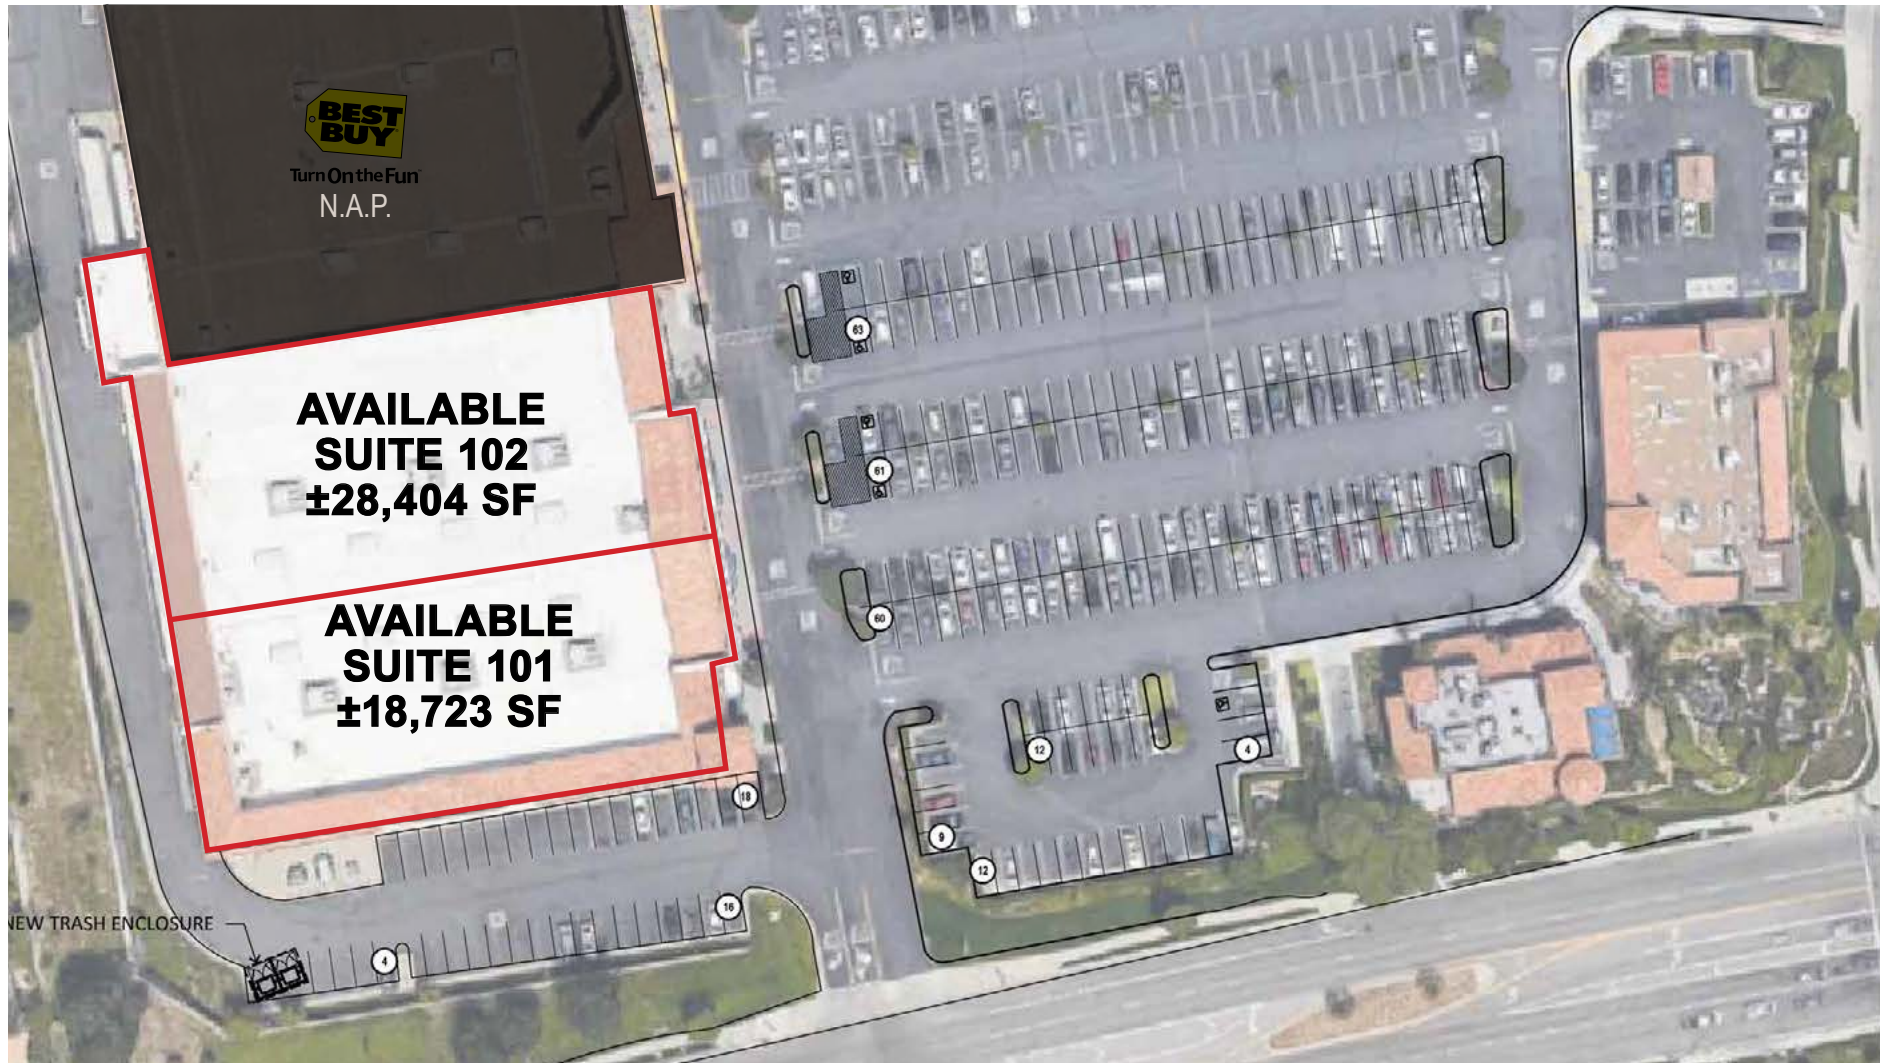 BEST
BUY
Turn On the Fun
N.A.P.
63
AVAILABLE
SUITE 102
±28,404 SF
61
AVAILABLE
SUITE 101
±18,723 SF
60
12
4
18
9
12
16
NEW TRASH ENCLOSURE
4